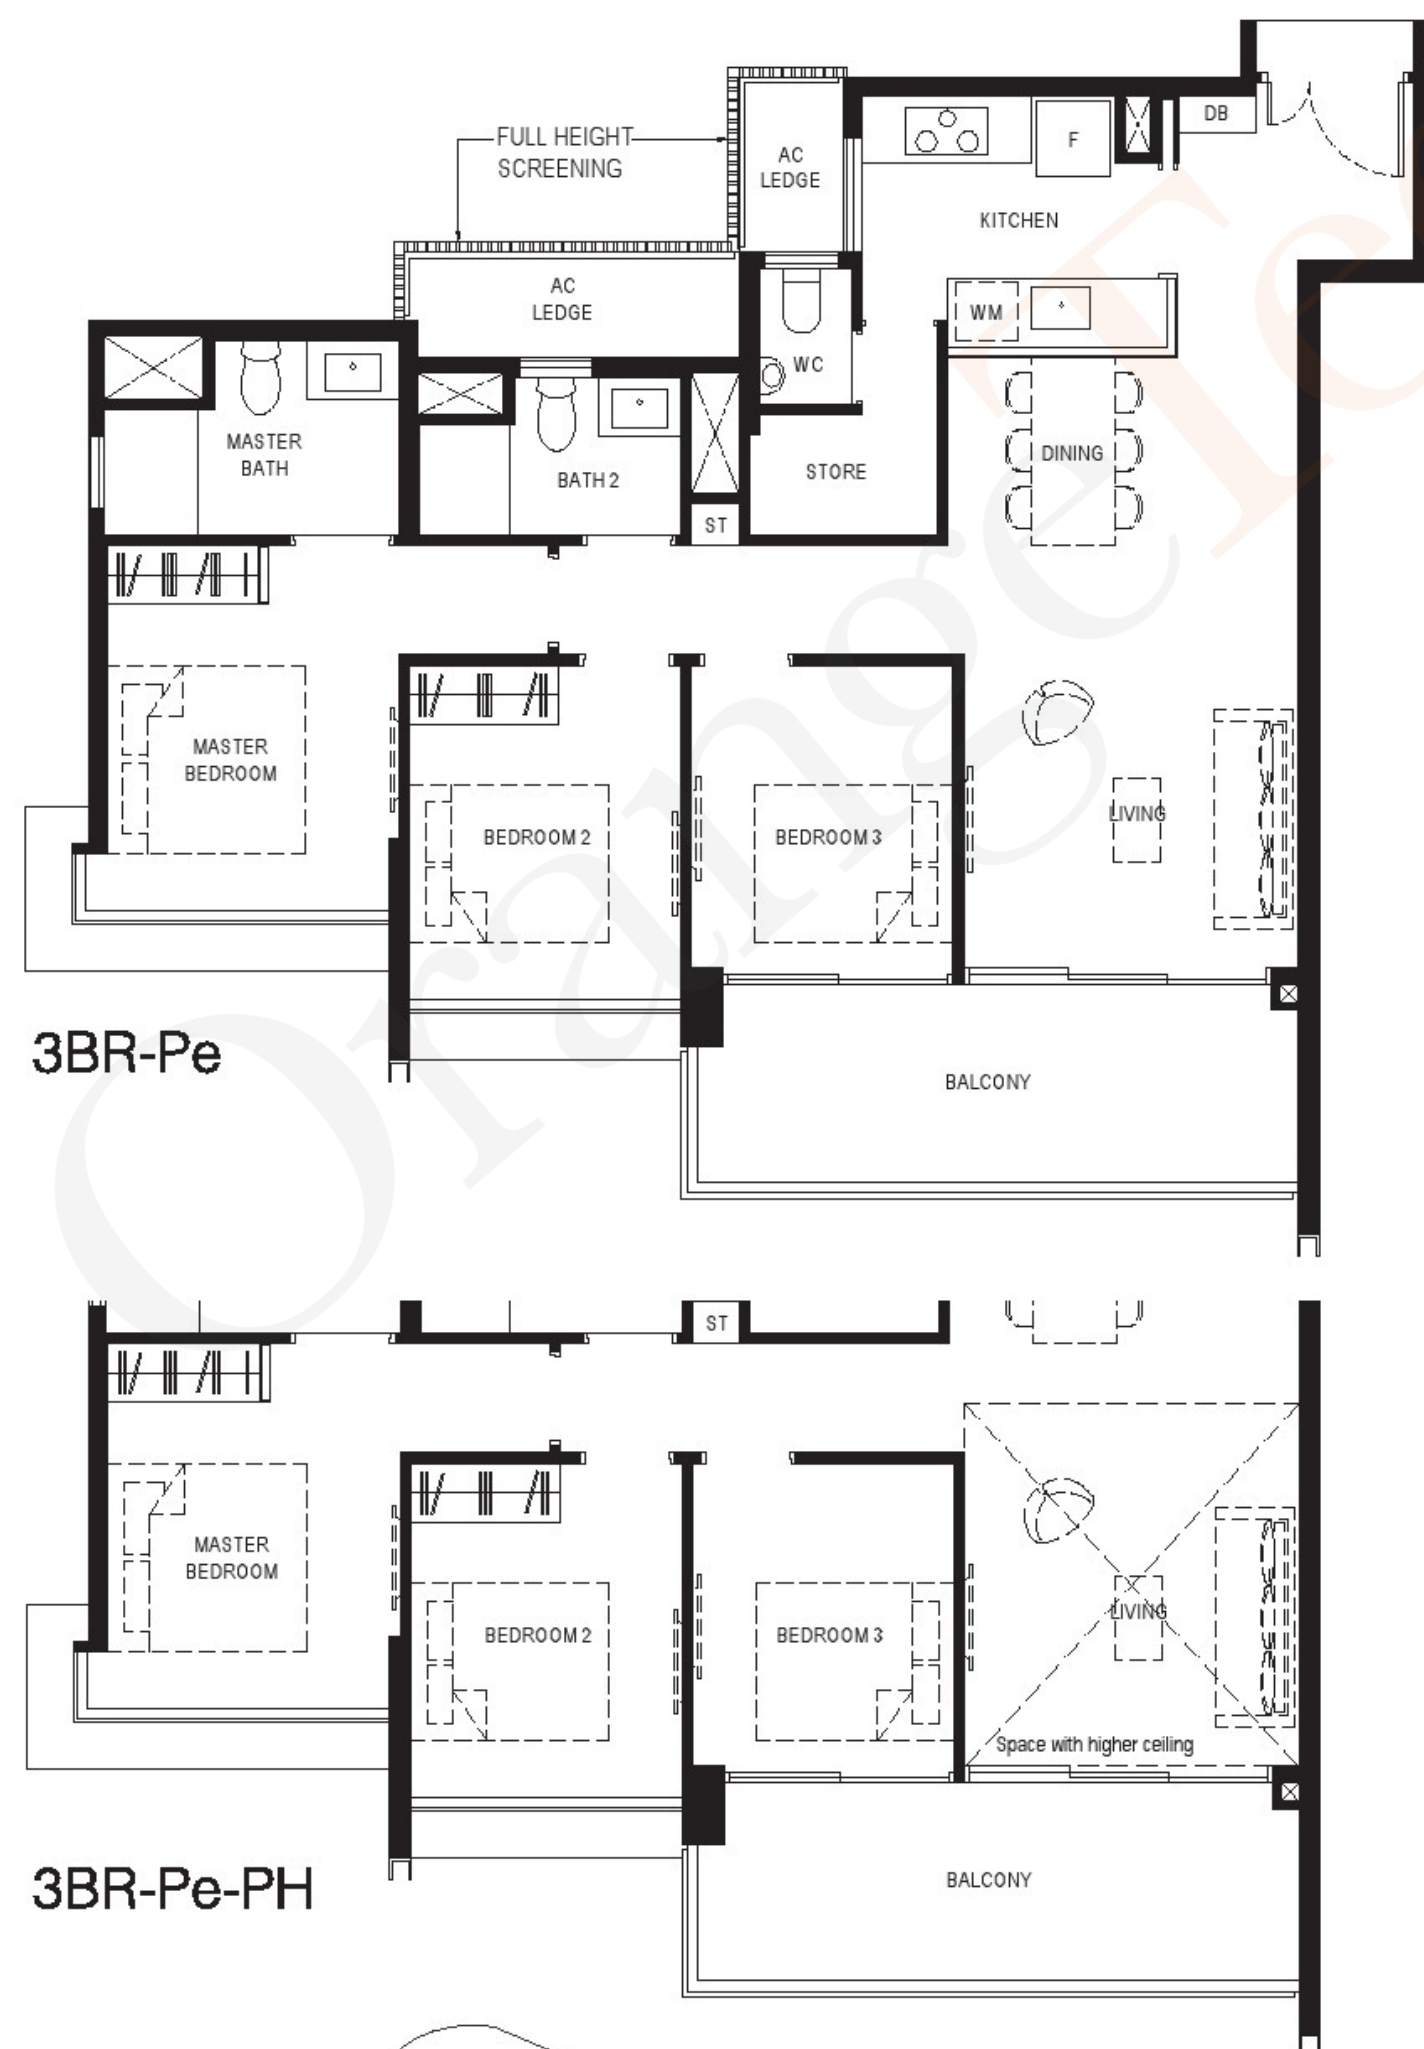 DB
FULL HEIGHT
SCREENING
AC
LEDGE
F
KITCHEN
AC
LEDGE
WM
WC
MASTER
BATH
DINING
BATH 2
STORE
ST
MASTER
BEDROOM
BEDROOM 2
BEDROOM 3
LIVING
3BR-Pe
BALCONY
ST
MASTER
BEDROOM
BEDROOM 2
BEDROOM 3
LIVING
Space with higher ceiling
3BR-Pe-PH
BALCONY
OrangeTe